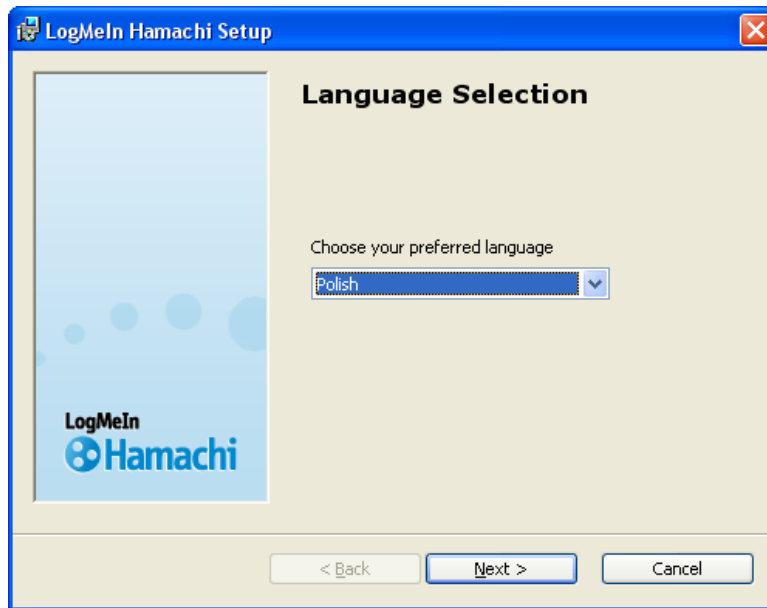 LogMeIn Hamachi Setup
Language Selection
Choose your preferred language
Polish
LogMeIn
Hamachi
< Back
Next >
Cancel